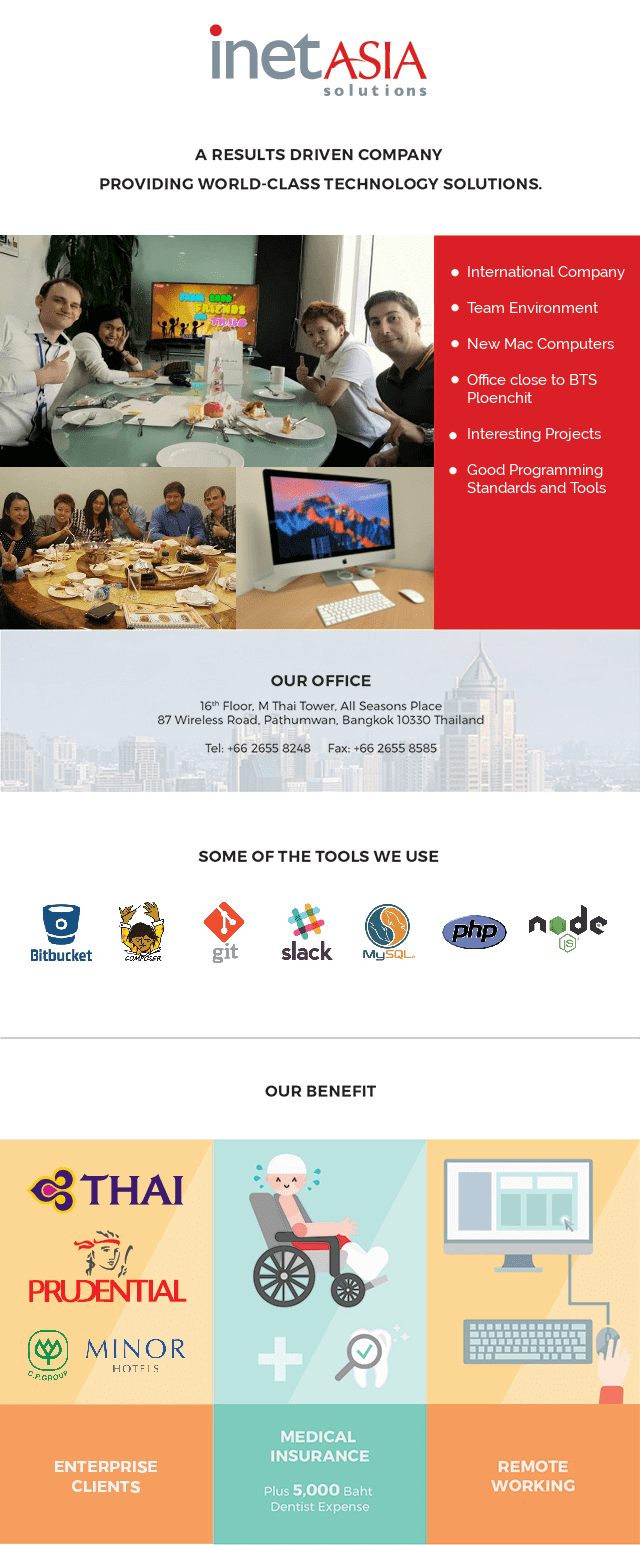 inetASIA
solutions
A RESULTS DRIVEN COMPANY
PROVIDING WORLD-CLASS TECHNOLOGY SOLUTIONS.
FRIENDS
International Company
Team Environment
New Mac Computers
Office close to BTS
Ploenchit
Interesting Projects
Good Programming
Standards and Tools
OUR OFFICE
16th Floor, M Thai Tower, All Seasons Place
87 Wireless Road, Pathumwan, Bangkok 10330 Thailand
Tel: +66 2655 8248 Fax: +66 2655 8585
SOME OF THE TOOLS WE USE
Bitbucket
COMPOSER
git
slack
MySQL
php
node
JS
OUR BENEFIT
THAI
PRUDENTIAL
C.P.GROUP
MINOR
HOTELS
ENTERPRISE
CLIENTS
MEDICAL
INSURANCE
Plus 5,000 Baht
Dentist Expense
REMOTE
WORKING